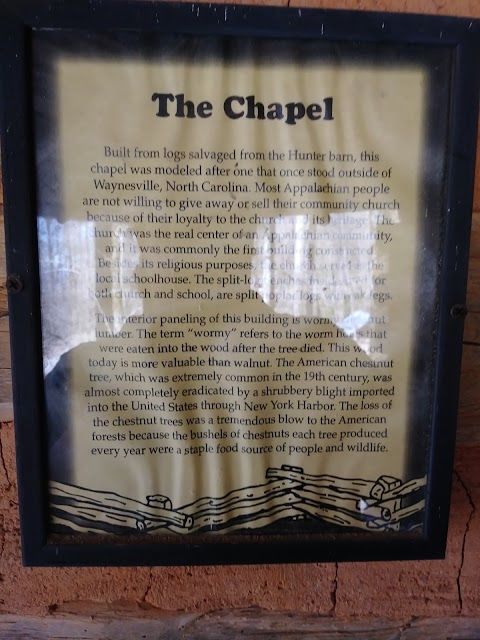 The Chapel
Built from logs salvaged from the Hunter barn, this
chapel was modeled after one that once stood outside of
Waynesville, North Carolina. Most Appalachian people
are not willing to give away or sell their community church
because of their loyalty to the church and its heritage. The
church was the real center of an Appalachian community,
and it was commonly the first building constructed.
Besides its religious purposes, the church served as the
local schoolhouse. The split-log benches for
both church and school, are split poplar logs with oak legs.
The interior paneling of this building is wormy chestnut
lumber. The term "wormy" refers to the worm holes that
were eaten into the wood after the tree died. This wood
today is more valuable than walnut. The American chestnut
tree, which was extremely common in the 19th century, was
almost completely eradicated by a shrubbery blight imported
into the United States through New York Harbor. The loss of
the chestnut trees was a tremendous blow to the American
forests because the bushels of chestnuts each tree produced
every year were a staple food source of people and wildlife.